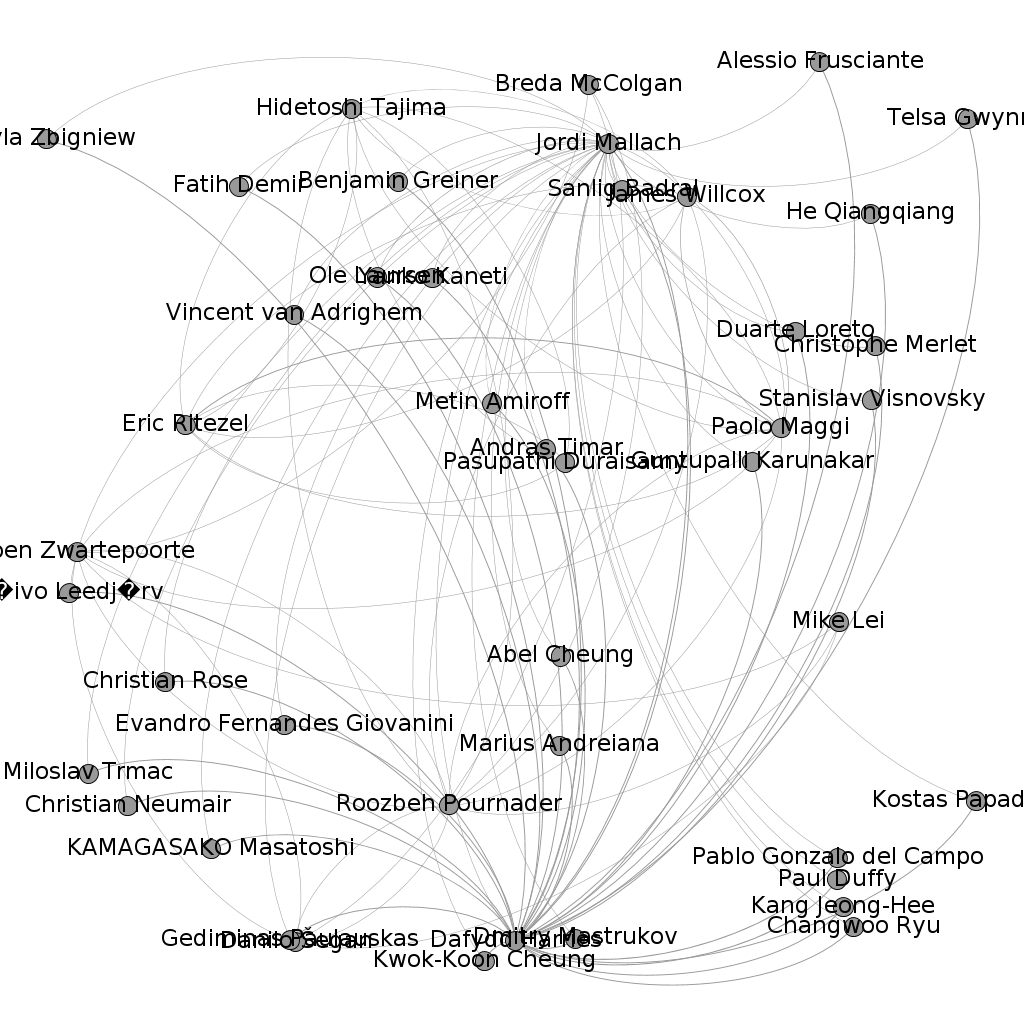 Alessio Frusciante
Breda McColgan
Hidetoshi Tajima
Telsa Gwynn
yla Zbigniew
Jordi Mallach
Fatih Demir
Benjamin Greiner
Sanlig Badral
James Willcox
He Qiangqiang
Ole Laursen
Yanko Kaneti
Vincent van Adrighem
Duarte Loreto
Christophe Merlet
Metin Amiroff
Stanislav Visnovsky
Eric Ritezel
Paolo Maggi
Andras Timar
Pasupathi Duraisamy
Guntupalli Karunakar
oen Zwartepoorte
�ivo Leedj�rv
Mike Lei
Abel Cheung
Christian Rose
Evandro Fernandes Giovanini
Marius Andreiana
Miloslav Trmac
Christian Neumair
Roozbeh Pournader
Kostas Papad
KAMAGASAKO Masatoshi
Pablo Gonzalo del Campo
Paul Duffy
Kang Jeong-Hee
Changwoo Ryu
Gediminas Paulauskas
Danilo Šegan
Dafydd Harries
Dmitry Mastrukov
Kwok-Koon Cheung